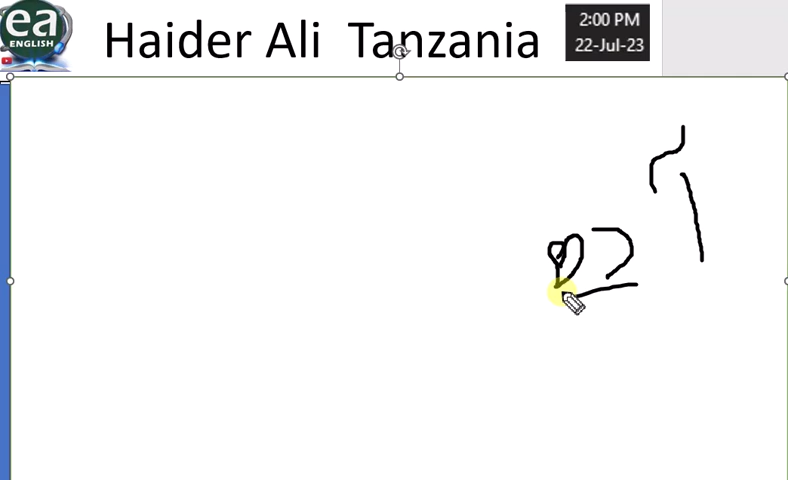 ea
ENGLISH
Haider Ali Tanzania
2:00 PM
22-Jul-23